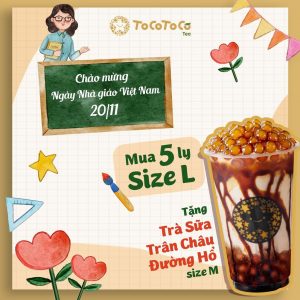 ToCoToCo
Tea
Chào mừng
Ngày Nhà giáo Việt Nam
20/11
Mua 5 ly
Size L
Tặng
Trà Sữa
Trân Châu
Đường Hổ
size M